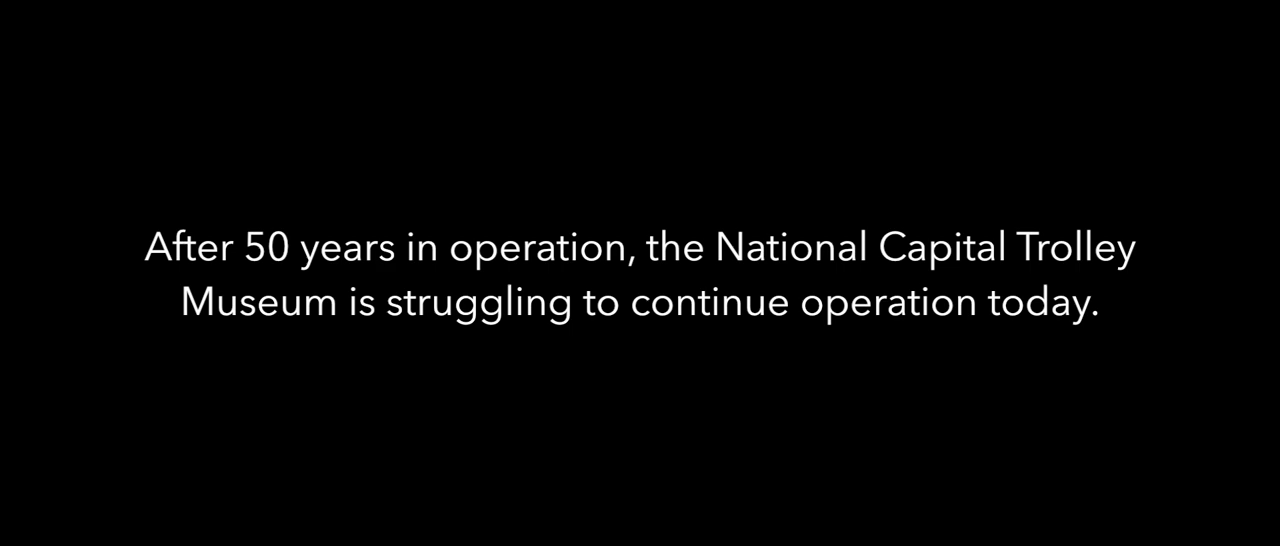 After 50 years in operation, the National Capital Trolley
Museum is struggling to continue operation today.